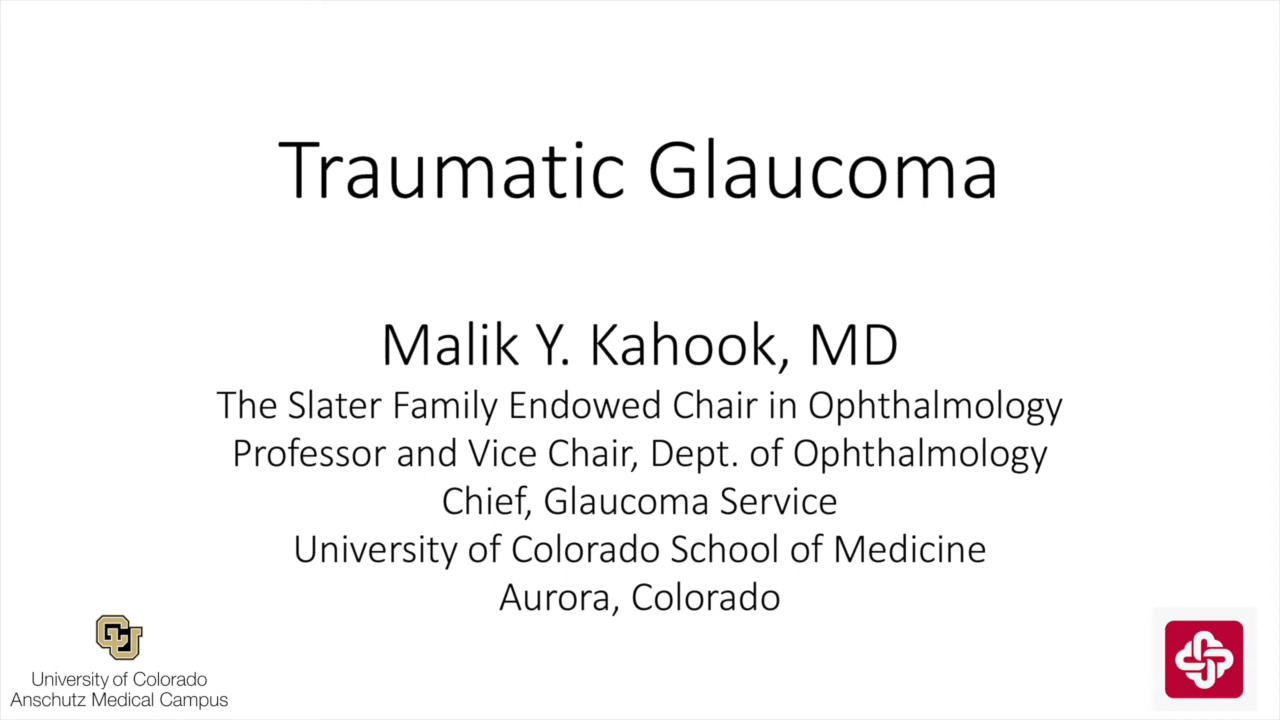 Traumatic Glaucoma
Malik Y. Kahook, MD
The Slater Family Endowed Chair in Ophthalmology
Professor and Vice Chair, Dept. of Ophthalmology
Chief, Glaucoma Service
University of Colorado School of Medicine
Aurora, Colorado
CU
University of Colorado
Anschutz Medical Campus